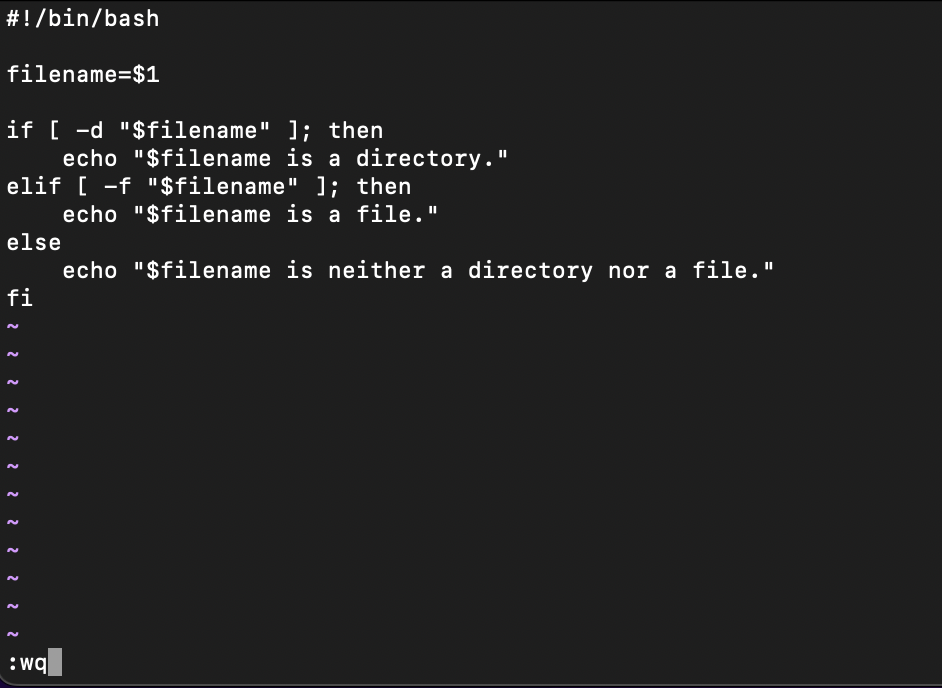 #!/bin/bash

filename=$1

if [ -d "$filename" ]; then
    echo "$filename is a directory."
elif [ -f "$filename" ]; then
    echo "$filename is a file."
else
    echo "$filename is neither a directory nor a file."
fi
~
~
~
~
~
~
~
~
~
~
~
~
:wq